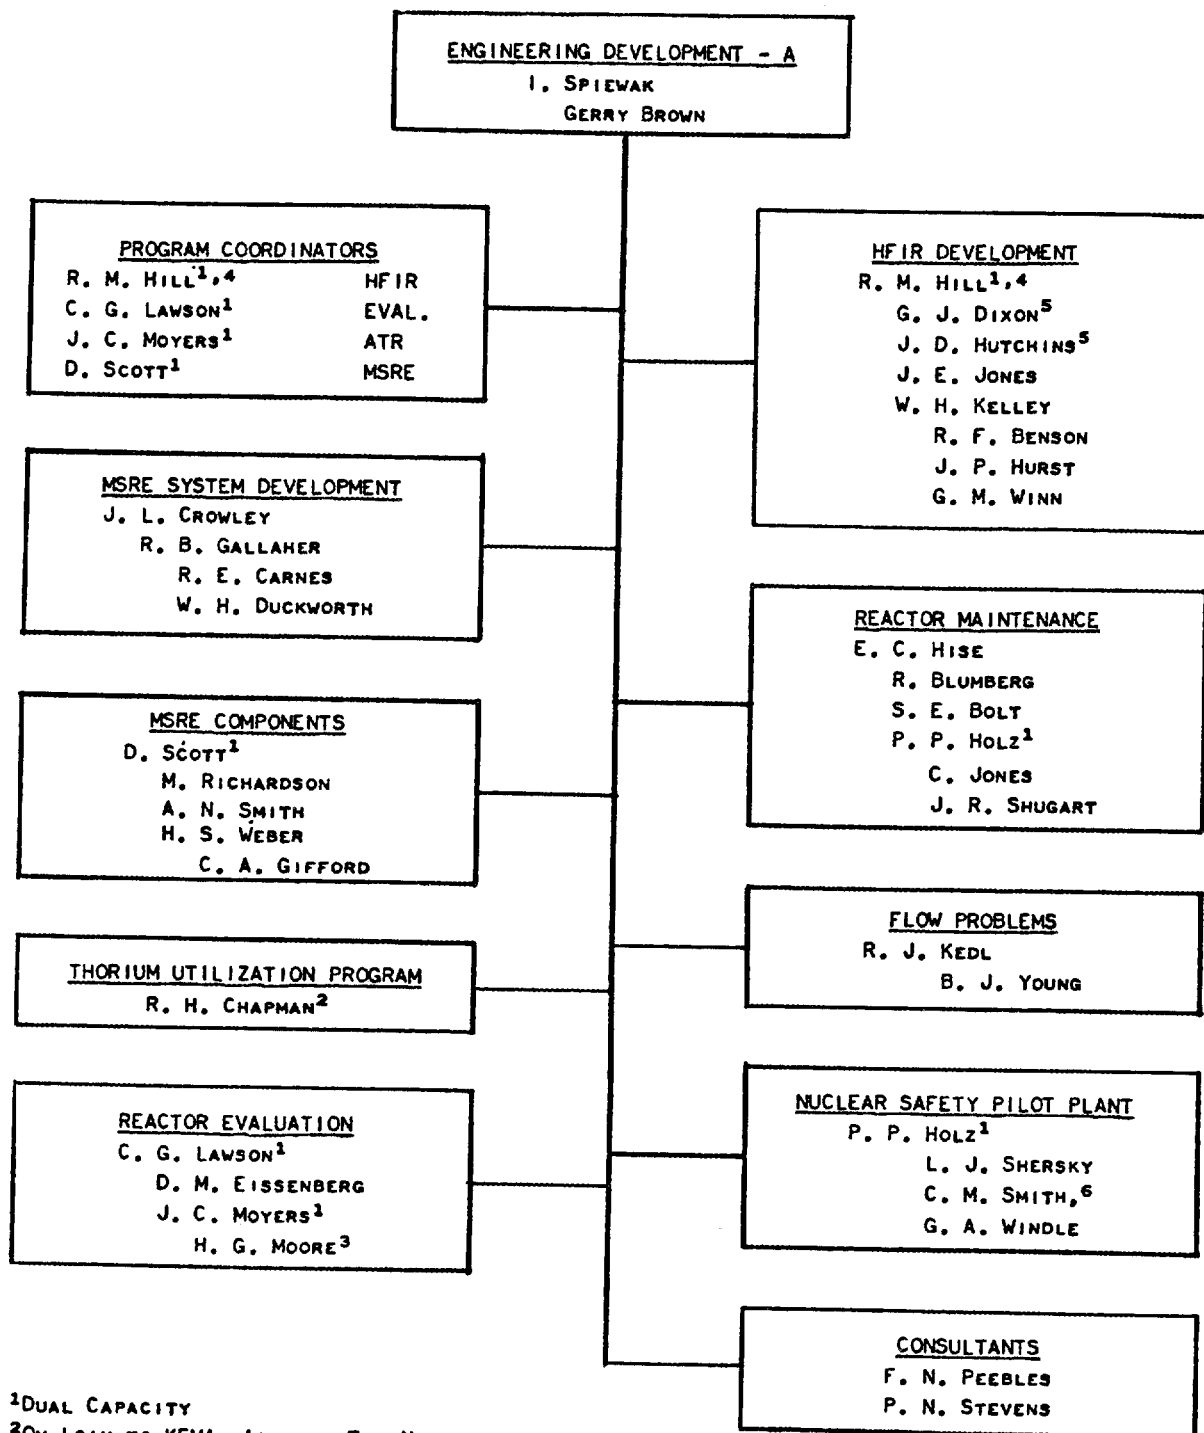 ENGINEERING DEVELOPMENT - A
I. SPIEWAK
GERRY BROWN
PROGRAM COORDINATORS
R. M. HILL¹,⁴ HFIR
C. G. LAWSON¹ EVAL.
J. C. MOYERS¹ ATR
D. SCOTT¹ MSRE
MSRE SYSTEM DEVELOPMENT
J. L. CROWLEY
R. B. GALLAHER
R. E. CARNES
W. H. DUCKWORTH
MSRE COMPONENTS
D. SCOTT¹
M. RICHARDSON
A. N. SMITH
H. S. WEBER
C. A. GIFFORD
THORIUM UTILIZATION PROGRAM
R. H. CHAPMAN²
REACTOR EVALUATION
C. G. LAWSON¹
D. M. EISSENBERG
J. C. MOYERS¹
H. G. MOORE³
HFIR DEVELOPMENT
R. M. HILL¹,⁴
G. J. DIXON⁵
J. D. HUTCHINS⁵
J. E. JONES
W. H. KELLEY
R. F. BENSON
J. P. HURST
G. M. WINN
REACTOR MAINTENANCE
E. C. HISE
R. BLUMBERG
S. E. BOLT
P. P. HOLZ¹
C. JONES
J. R. SHUGART
FLOW PROBLEMS
R. J. KEDL
B. J. YOUNG
NUCLEAR SAFETY PILOT PLANT
P. P. HOLZ¹
L. J. SHERSKY
C. M. SMITH,⁶
G. A. WINDLE
CONSULTANTS
F. N. PEEBLES
P. N. STEVENS
¹DUAL CAPACITY
²ON LOAN TO KEMA